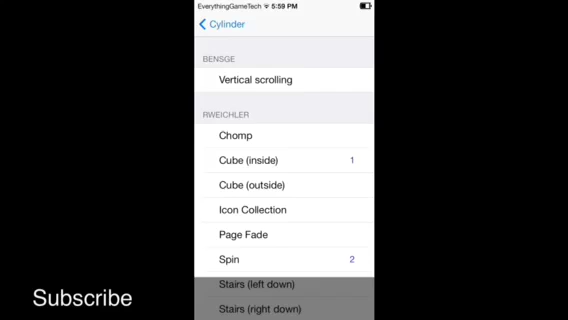 EverythingGameTech 5:59 PM
Cylinder
BENSGE
Vertical scrolling
RWEICHLER
Chomp
Cube (inside) 1
Cube (outside)
Icon Collection
Page Fade
Spin 2
Stairs (left down)
Stairs (right down)
Subscribe